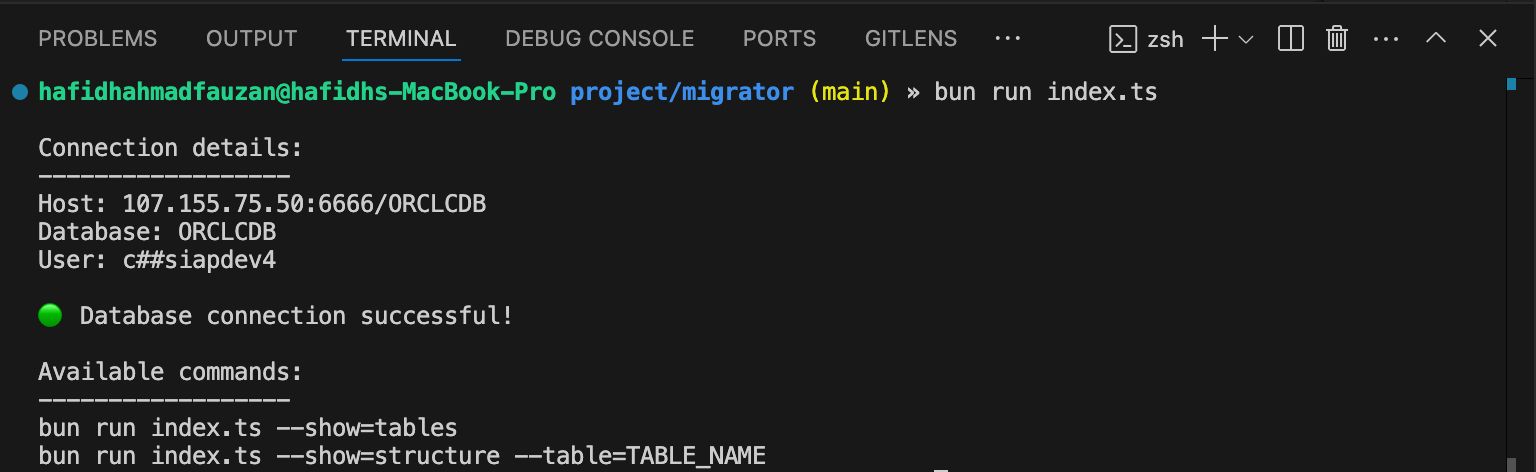 PROBLEMS OUTPUT TERMINAL DEBUG CONSOLE PORTS GITLENS ··· zsh
hafidhahmadfauzan@hafidhs-MacBook-Pro project/migrator (main) » bun run index.ts
Connection details:
------------------
Host: 107.155.75.50:6666/ORCLCDB
Database: ORCLCDB
User: c##siapdev4
🟢 Database connection successful!
Available commands:
------------------
bun run index.ts --show=tables
bun run index.ts --show=structure --table=TABLE_NAME